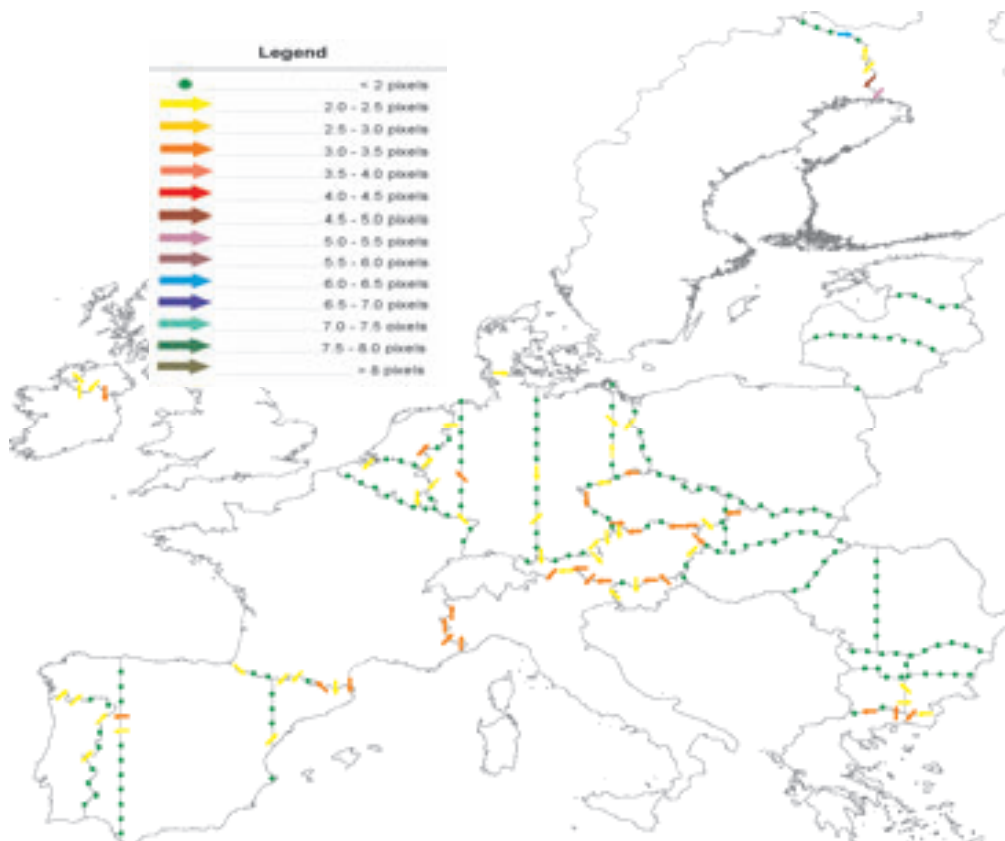 Legend
< 2 pixels
2.0 - 2.5 pixels
2.5 - 3.0 pixels
3.0 - 3.5 pixels
3.5 - 4.0 pixels
4.0 - 4.5 pixels
4.5 - 5.0 pixels
5.0 - 5.5 pixels
5.5 - 6.0 pixels
6.0 - 6.5 pixels
6.5 - 7.0 pixels
7.0 - 7.5 pixels
7.5 - 8.0 pixels
> 8 pixels